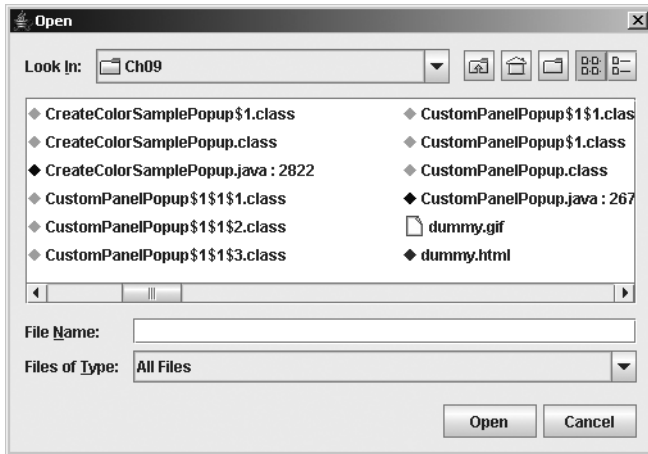 Open
Look In: Ch09
CreateColorSamplePopup$1.class
CreateColorSamplePopup.class
CreateColorSamplePopup.java : 2822
CustomPanelPopup$1$1$1.class
CustomPanelPopup$1$1$2.class
CustomPanelPopup$1$1$3.class
CustomPanelPopup$1$1.clas
CustomPanelPopup$1.class
CustomPanelPopup.class
CustomPanelPopup.java : 267
dummy.gif
dummy.html
File Name:
Files of Type: All Files
Open Cancel